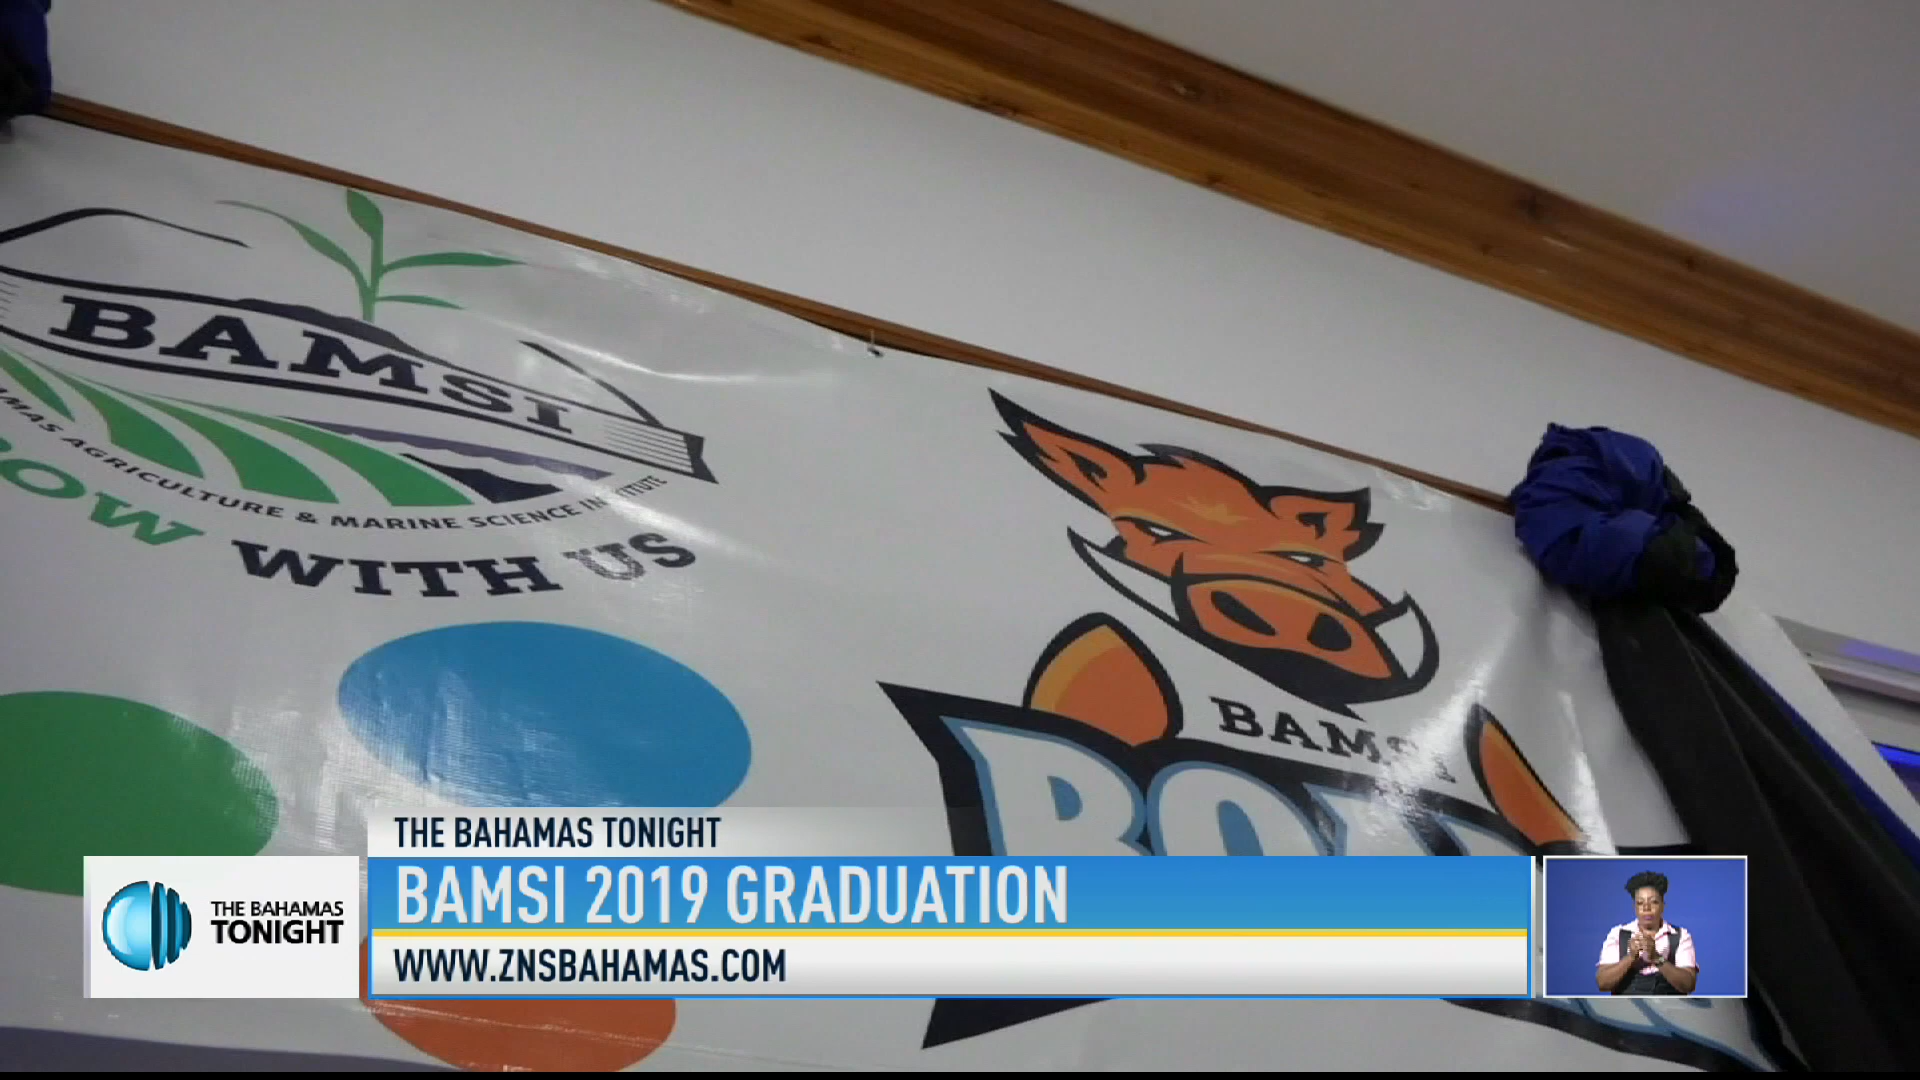 BAMSI
AGRICULTURE & MARINE SCIENCE INSTITUTE
WITH US
BAMSI
THE BAHAMAS TONIGHT
BAMSI 2019 GRADUATION
WWW.ZNSBAHAMAS.COM
THE BAHAMAS
TONIGHT